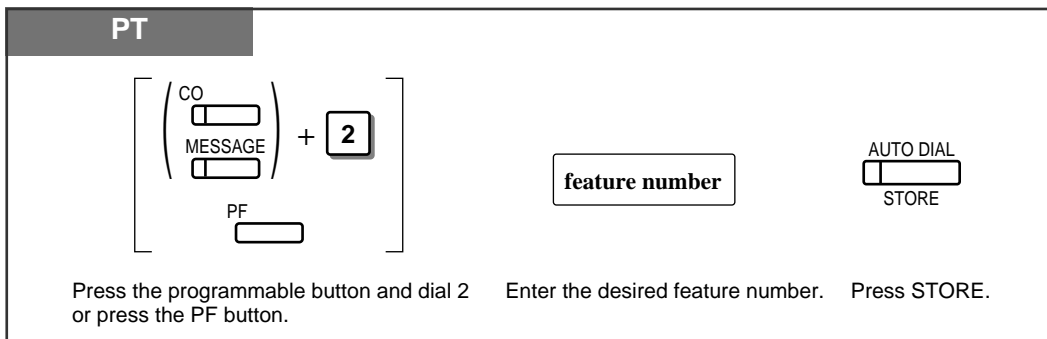 PT
CO
MESSAGE
+ 2
PF
feature number
AUTO DIAL
STORE
Press the programmable button and dial 2
or press the PF button.
Enter the desired feature number.
Press STORE.